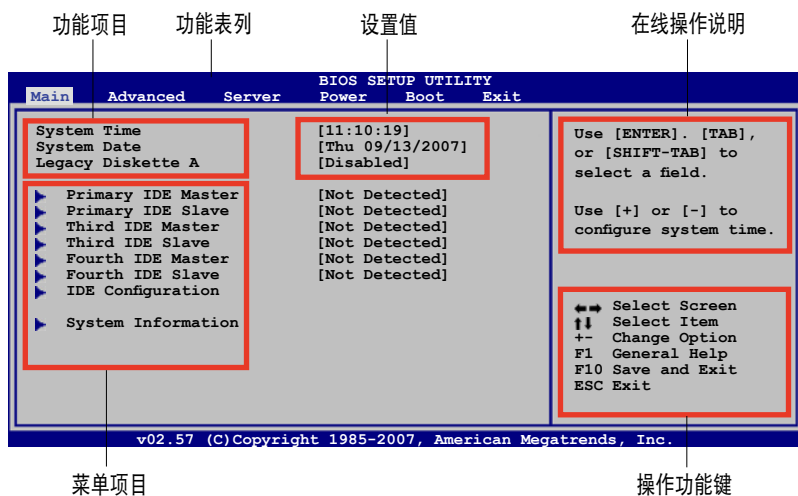 功能项目 功能表列 设置值 在线操作说明
BIOS SETUP UTILITY
Main Advanced Server Power Boot Exit
System Time [11:10:19]
System Date [Thu 09/13/2007]
Legacy Diskette A [Disabled]
Primary IDE Master [Not Detected]
Primary IDE Slave [Not Detected]
Third IDE Master [Not Detected]
Third IDE Slave [Not Detected]
Fourth IDE Master [Not Detected]
Fourth IDE Slave [Not Detected]
IDE Configuration
System Information
Use [ENTER]. [TAB],
or [SHIFT-TAB] to
select a field.
Use [+] or [-] to
configure system time.
←→ Select Screen
↑↓ Select Item
+- Change Option
F1 General Help
F10 Save and Exit
ESC Exit
v02.57 (C)Copyright 1985-2007, American Megatrends, Inc.
菜单项目 操作功能键